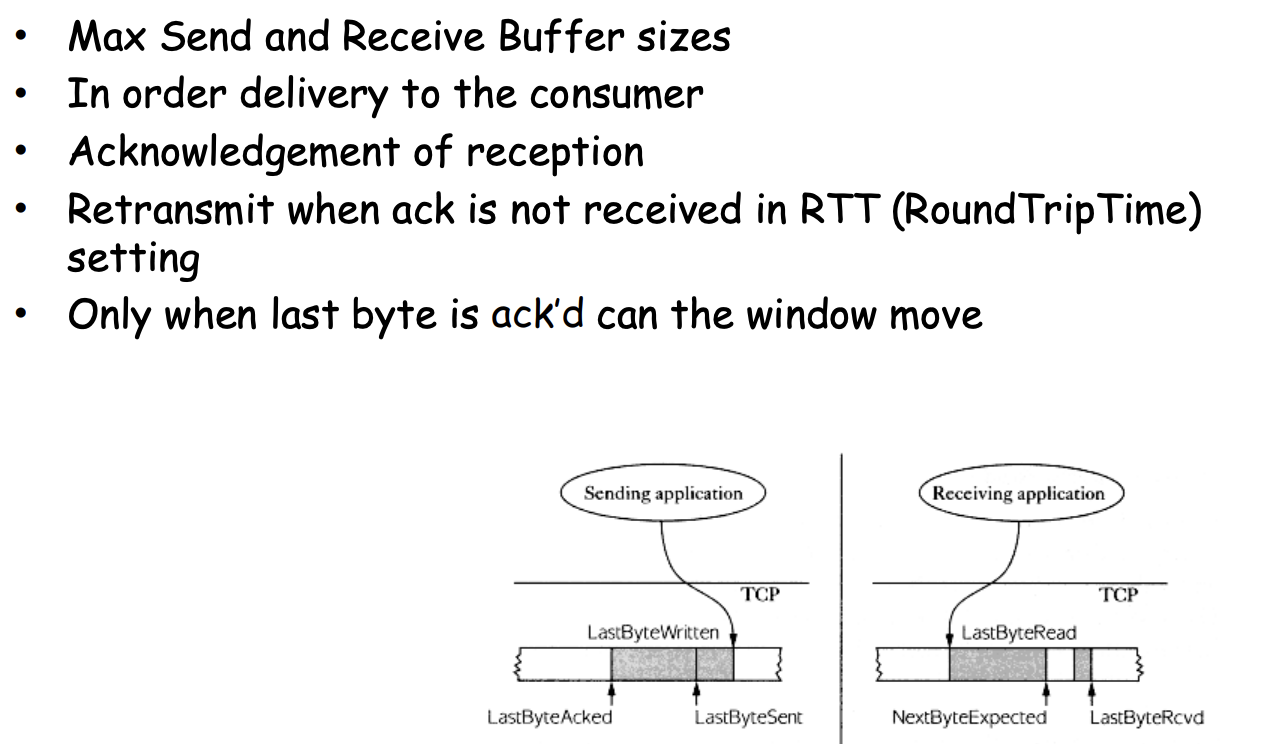 • Max Send and Receive Buffer sizes
• In order delivery to the consumer
• Acknowledgement of reception
• Retransmit when ack is not received in RTT (RoundTripTime)
setting
• Only when last byte is ack'd can the window move
Sending application
TCP
LastByteWritten
LastByteAcked
LastByteSent
Receiving application
TCP
LastByteRead
NextByteExpected
LastByteRcvd